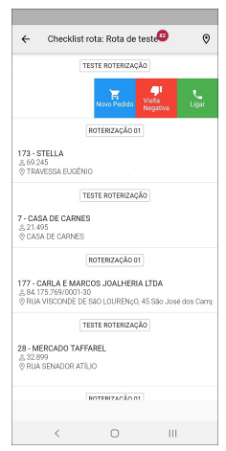 Checklist rota: Rota de teste
TESTE ROTERIZAÇÃO
Novo Pedido
Visita
Negativa
Ligar
ROTERIZAÇÃO 01
173 - STELLA
69.245
TRAVESSA EUGÊNIO
TESTE ROTERIZAÇÃO
7 - CASA DE CARNES
21.495
CASA DE CARNES
ROTERIZAÇÃO 01
177 - CARLA E MARCOS JOALHERIA LTDA
84.175.769/0001-30
RUA VISCONDE DE SãO LOURENçO, 45 São José dos Camp
TESTE ROTERIZAÇÃO
28 - MERCADO TAFFAREL
32.899
RUA SENADOR ATÍLIO
ROTERIZAÇÃO 01